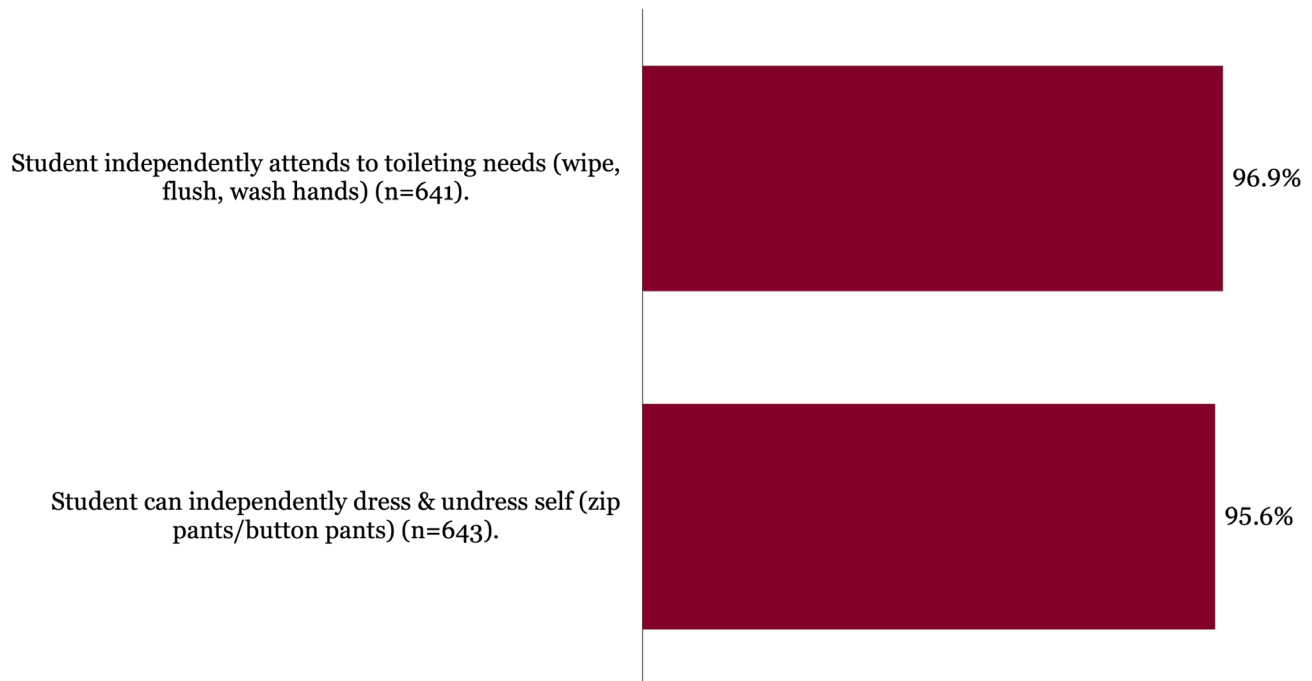 Student independently attends to toileting needs (wipe,
flush, wash hands) (n=641).
96.9%
Student can independently dress & undress self (zip
pants/button pants) (n=643).
95.6%